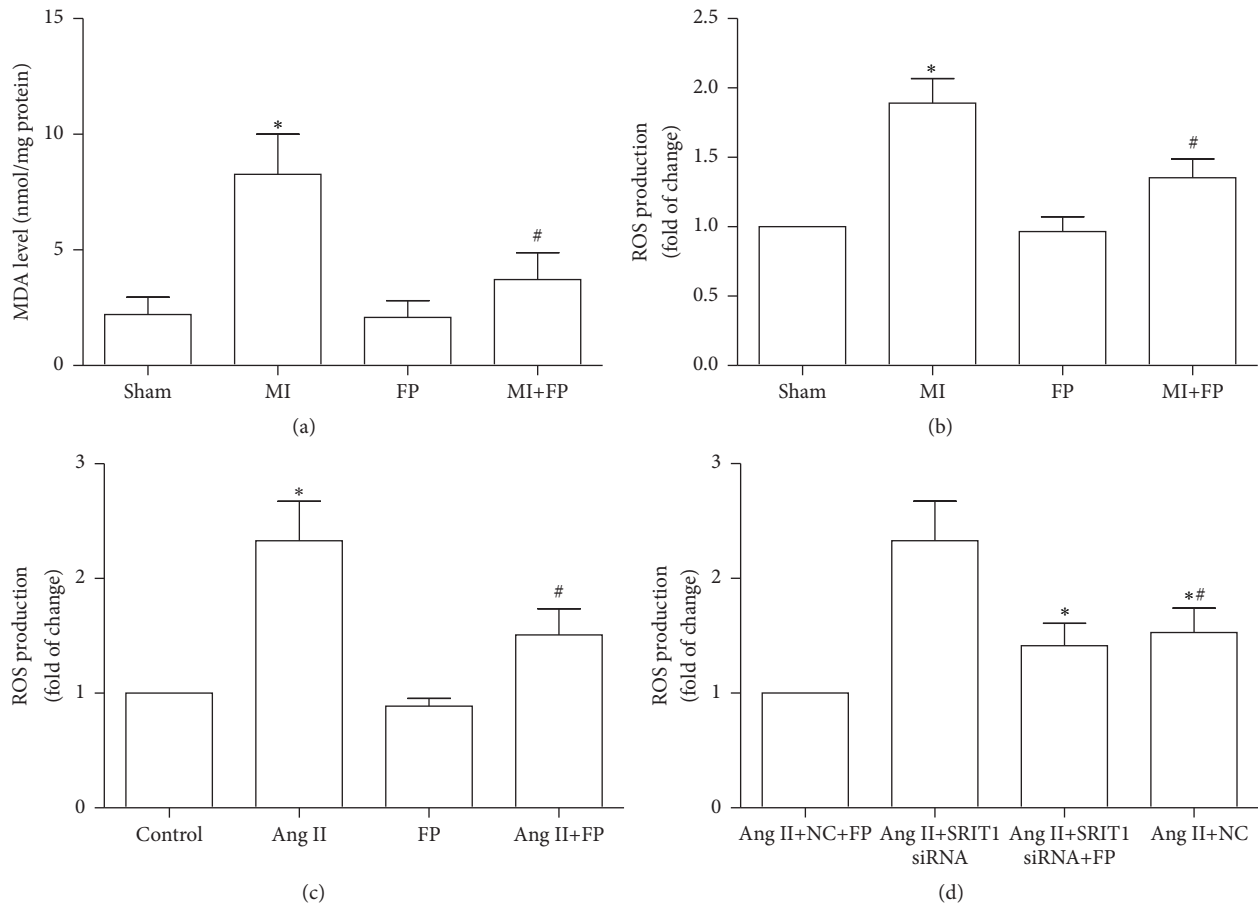 15
10
5
0
MDA level (nmol/mg protein)
*
#
Sham MI FP MI+FP
(a)
2.5
2.0
1.5
1.0
0.5
0.0
ROS production
(fold of change)
*
#
Sham MI FP MI+FP
(b)
3
2
1
0
ROS production
(fold of change)
*
#
Control Ang II FP Ang II+FP
(c)
3
2
1
0
ROS production
(fold of change)
*
*#
Ang II+NC+FP Ang II+SRIT1 Ang II+SRIT1 Ang II+NC
siRNA siRNA+FP
(d)